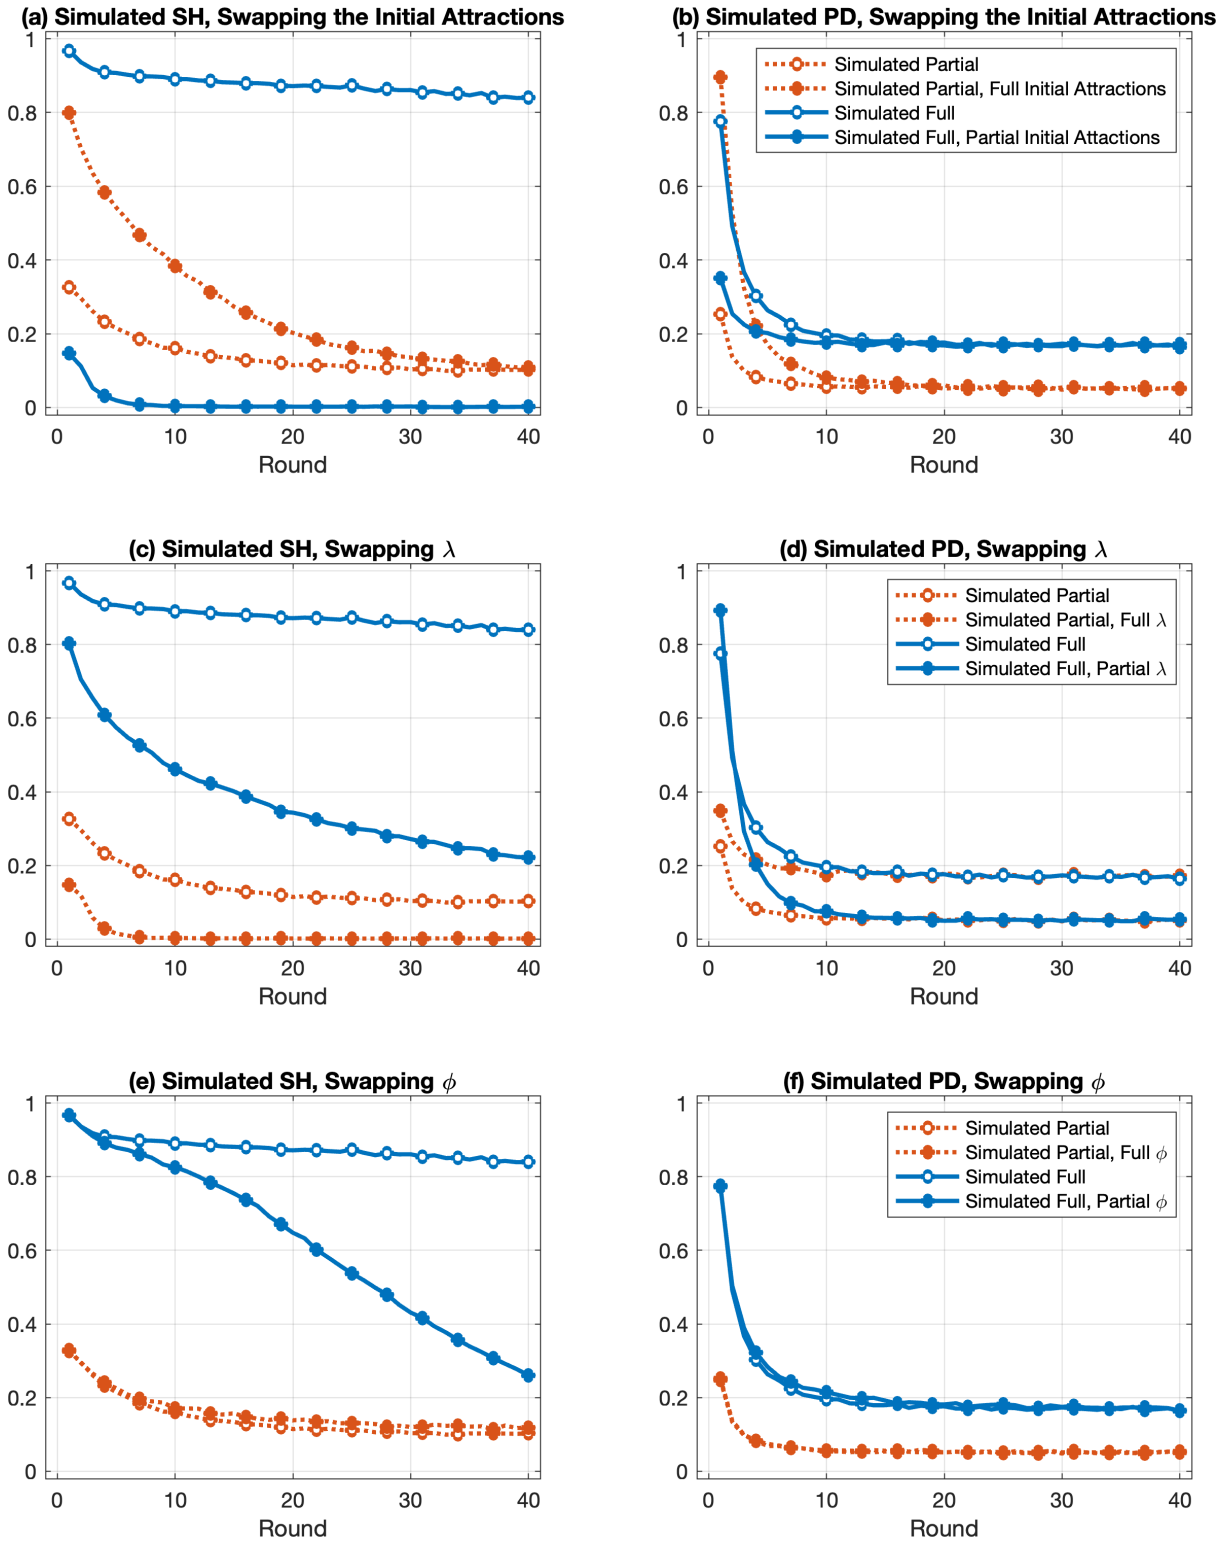 (a) Simulated SH, Swapping the Initial Attractions
1
0.8
0.6
0.4
0.2
0
0 10 20 30 40
Round
(b) Simulated PD, Swapping the Initial Attractions
1
0.8
0.6
0.4
0.2
0
Simulated Partial
Simulated Partial, Full Initial Attractions
Simulated Full
Simulated Full, Partial Initial Attactions
0 10 20 30 40
Round
(c) Simulated SH, Swapping λ
1
0.8
0.6
0.4
0.2
0
0 10 20 30 40
Round
(d) Simulated PD, Swapping λ
1
0.8
0.6
0.4
0.2
0
Simulated Partial
Simulated Partial, Full λ
Simulated Full
Simulated Full, Partial λ
0 10 20 30 40
Round
(e) Simulated SH, Swapping ϕ
1
0.8
0.6
0.4
0.2
0
0 10 20 30 40
Round
(f) Simulated PD, Swapping ϕ
1
0.8
0.6
0.4
0.2
0
Simulated Partial
Simulated Partial, Full ϕ
Simulated Full
Simulated Full, Partial ϕ
0 10 20 30 40
Round